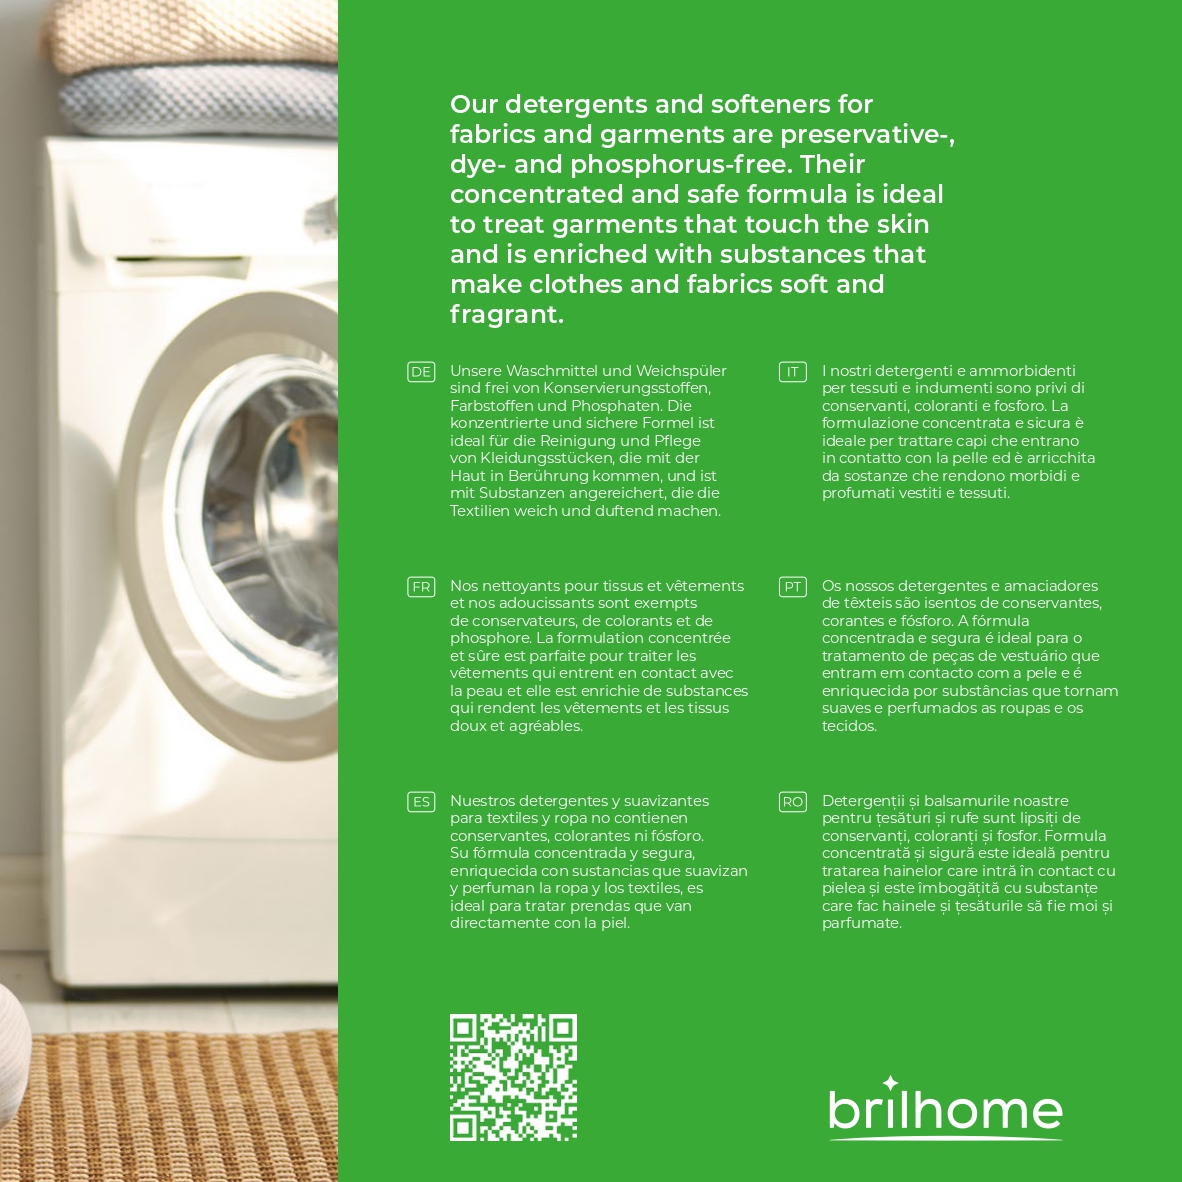 Our detergents and softeners for
fabrics and garments are preservative-,
dye- and phosphorus-free. Their
concentrated and safe formula is ideal
to treat garments that touch the skin
and is enriched with substances that
make clothes and fabrics soft and
fragrant.
DE
Unsere Waschmittel und Weichspüler
sind frei von Konservierungsstoffen,
Farbstoffen und Phosphaten. Die
konzentrierte und sichere Formel ist
ideal für die Reinigung und Pflege
von Kleidungsstücken, die mit der
Haut in Berührung kommen, und ist
mit Substanzen angereichert, die die
Textilien weich und duftend machen.
IT
I nostri detergenti e ammorbidenti
per tessuti e indumenti sono privi di
conservanti, coloranti e fosforo. La
formulazione concentrata e sicura è
ideale per trattare capi che entrano
in contatto con la pelle ed è arricchita
da sostanze che rendono morbidi e
profumati vestiti e tessuti.
FR
Nos nettoyants pour tissus et vêtements
et nos adoucissants sont exempts
de conservateurs, de colorants et de
phosphore. La formulation concentrée
et sûre est parfaite pour traiter les
vêtements qui entrent en contact avec
la peau et elle est enrichie de substances
qui rendent les vêtements et les tissus
doux et agréables.
PT
Os nossos detergentes e amaciadores
de têxteis são isentos de conservantes,
corantes e fósforo. A fórmula
concentrada e segura é ideal para o
tratamento de peças de vestuário que
entram em contacto com a pele e é
enriquecida por substâncias que tornam
suaves e perfumados as roupas e os
tecidos.
ES
Nuestros detergentes y suavizantes
para textiles y ropa no contienen
conservantes, colorantes ni fósforo.
Su fórmula concentrada y segura,
enriquecida con sustancias que suavizan
y perfuman la ropa y los textiles, es
ideal para tratar prendas que van
directamente con la piel.
RO
Detergenții și balsamurile noastre
pentru țesături și rufe sunt lipsiți de
conservanți, coloranți și fosfor. Formula
concentrată și sigură este ideală pentru
tratarea hainelor care intră în contact cu
pielea și este îmbogățită cu substanțe
care fac hainele și țesăturile să fie moi și
parfumate.
brilhome